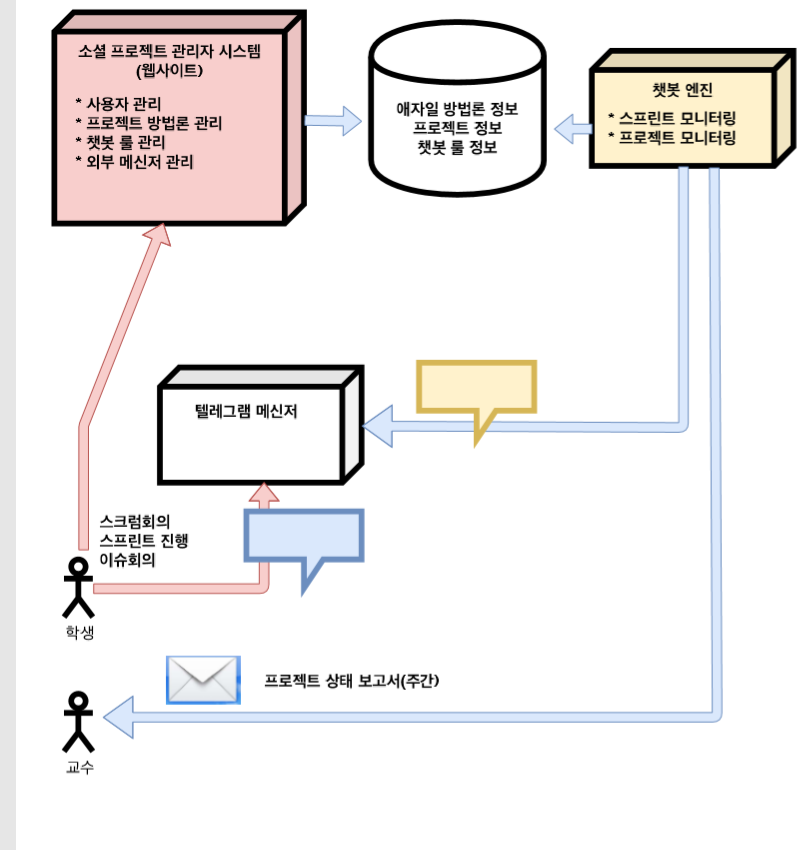 소셜 프로젝트 관리자 시스템
(웹사이트)
* 사용자 관리
* 프로젝트 방법론 관리
* 챗봇 룰 관리
* 외부 메신저 관리
애자일 방법론 정보
프로젝트 정보
챗봇 룰 정보
챗봇 엔진
* 스프린트 모니터링
* 프로젝트 모니터링
텔레그램 메신저
스크럼회의
스프린트 진행
이슈회의
학생
프로젝트 상태 보고서(주간)
교수